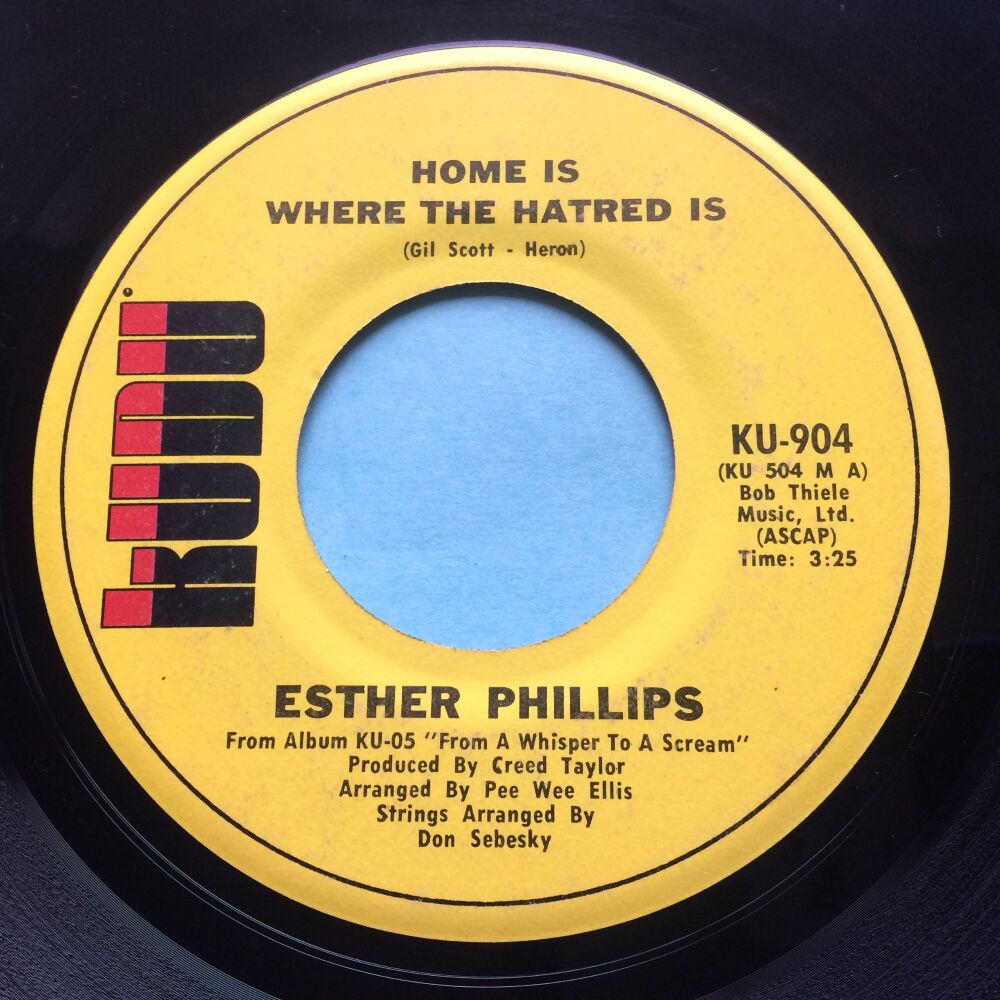 HOME IS
WHERE THE HATRED IS
(Gil Scott - Heron)
KUDU
KU-904
(KU 504 M A)
Bob Thiele
Music, Ltd.
(ASCAP)
Time: 3:25
ESTHER PHILLIPS
From Album KU-05 "From A Whisper To A Scream"
Produced By Creed Taylor
Arranged By Pee Wee Ellis
Strings Arranged By
Don Sebesky